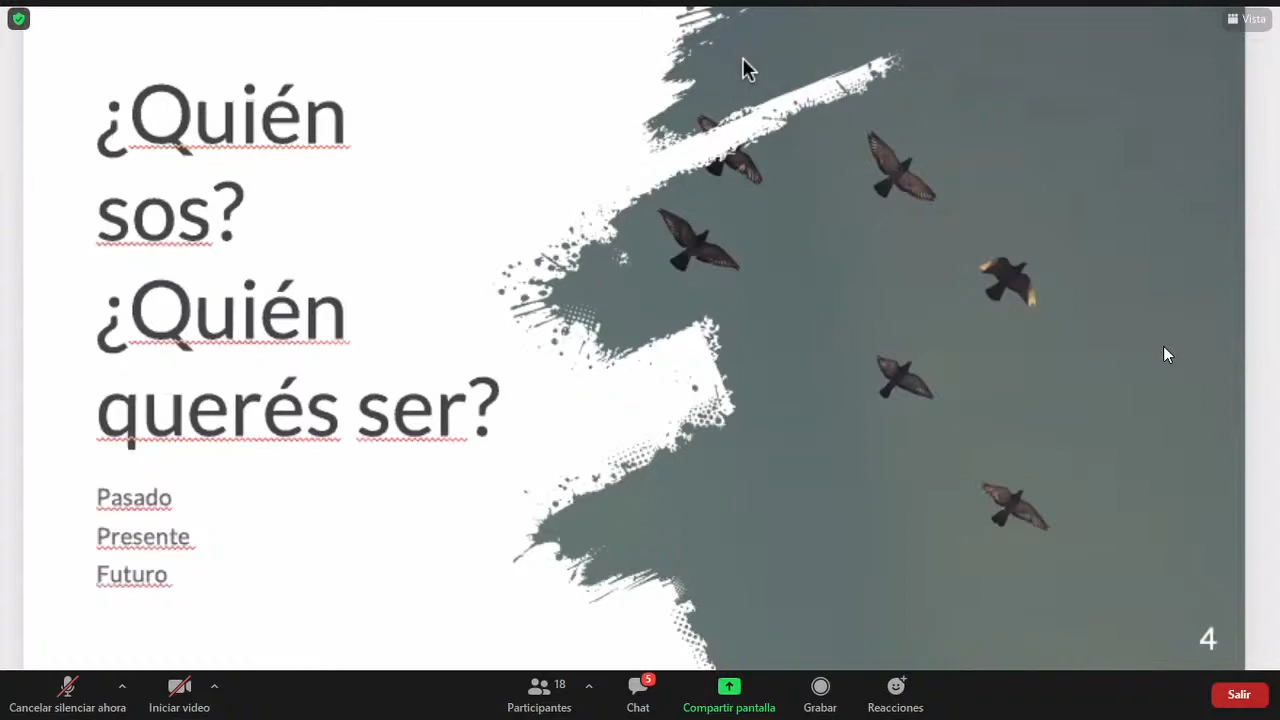 Vista
¿Quién
sos?
¿Quién
querés ser?
Pasado
Presente
Futuro
4
Cancelar silenciar ahora
Iniciar video
18
Participantes
5
Chat
Compartir pantalla
Grabar
Reacciones
Salir